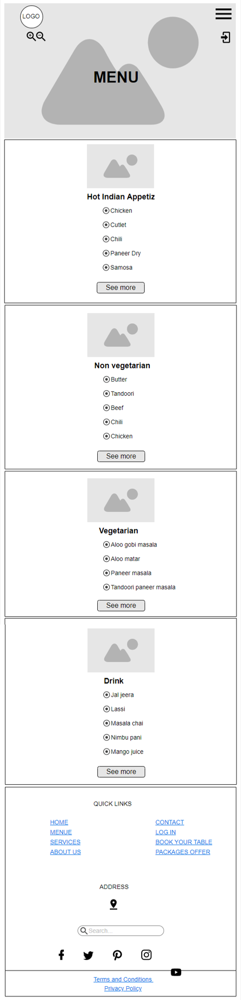 LOGO
MENU
Hot Indian Appetiz
Chicken
Cutlet
Chili
Paneer Dry
Samosa
See more
Non vegetarian
Butter
Tandoori
Beef
Chili
Chicken
See more
Vegetarian
Aloo gobi masala
Aloo matar
Paneer masala
Tandoori paneer masala
See more
Drink
Jal jeera
Lassi
Masala chai
Nimbu pani
Mango juice
See more
QUICK LINKS
HOME CONTACT
MENUE LOG IN
SERVICES BOOK YOUR TABLE
ABOUT US PACKAGES OFFER
ADDRESS
Search...
Terms and Conditions
Privacy Policy